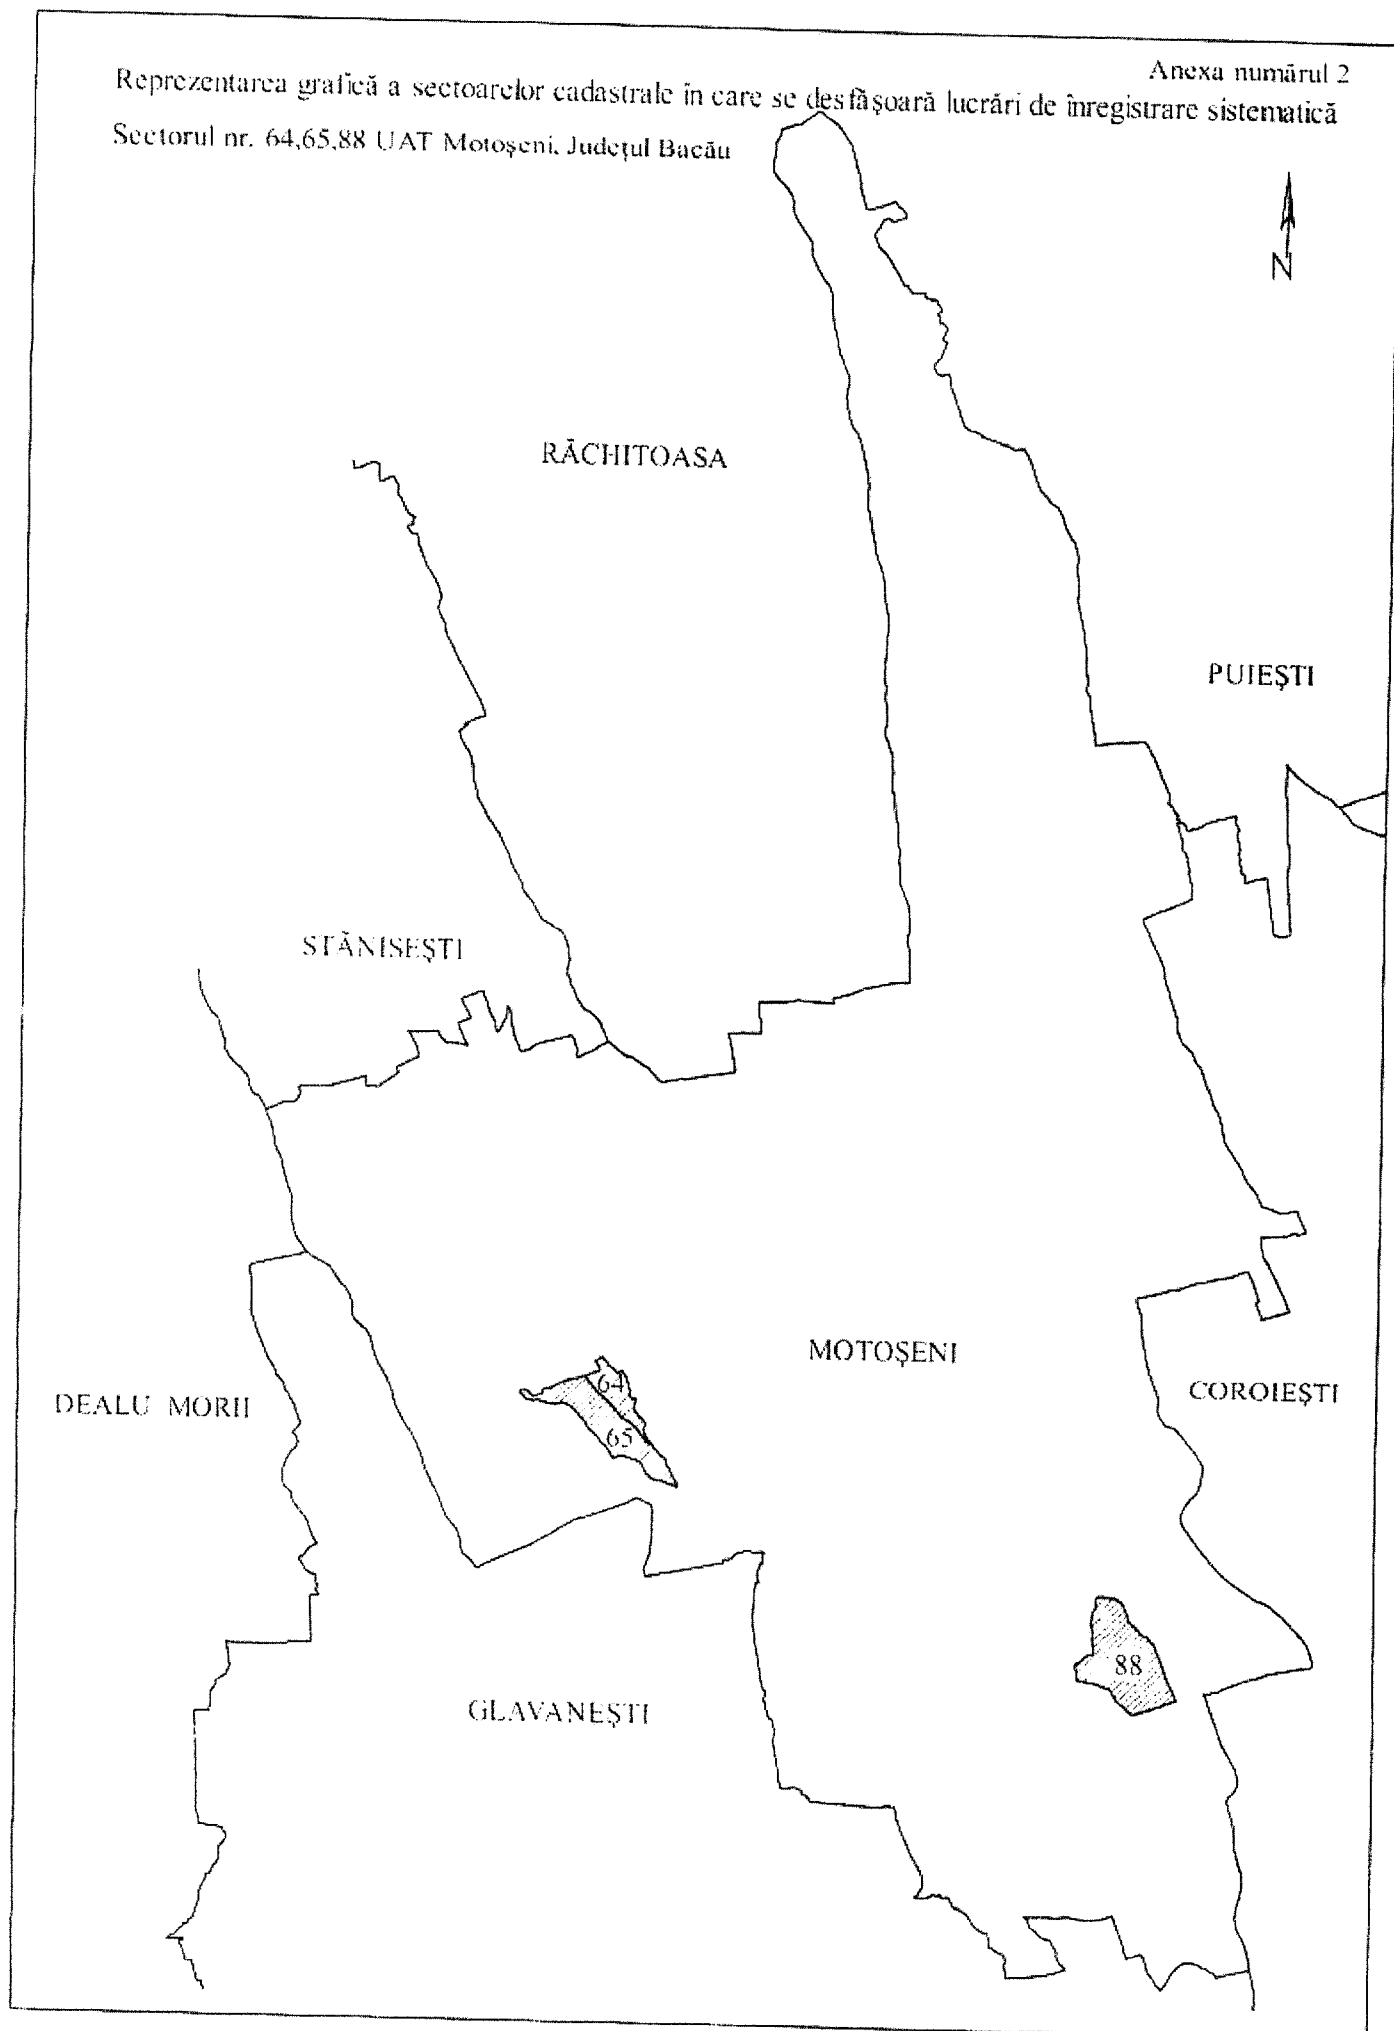 Anexa numărul 2
Reprezentarea grafică a sectoarelor cadastrale în care se desfășoară lucrări de înregistrare sistematică
Sectorul nr. 64,65,88 UAT Motoșeni, Județul Bacău
N
RĂCHITOASA
PUIEȘTI
STĂNISEȘTI
MOTOȘENI
64
COROIEȘTI
DEALU MORII
65
88
GLAVANEȘTI